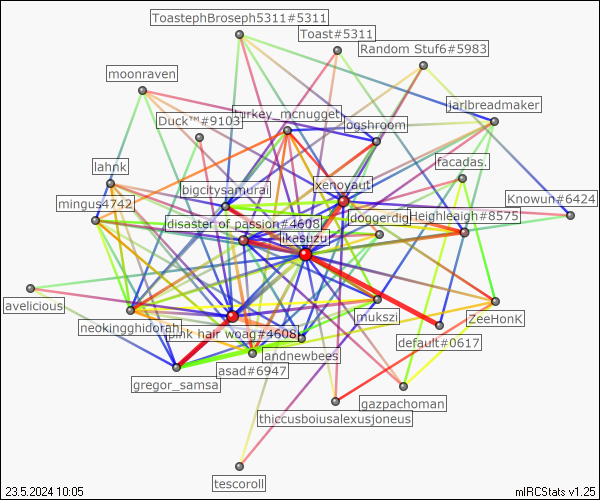 ToastephBroseph5311#5311
Toast#5311
Random Stuf6#5983
moonraven
jarlbreadmaker
turkey_mcnugget
Duck™#9103
ogshroom
lahnk
facadas.
bigcitysamurai
xenoyaut
Knowun#6424
mingus4742
doggerdig
Heighleaigh#8575
disaster of passion#4608
likasuzu
avelicious
mukszi
ZeeHonK
neokingghidorah
pink hair woag#4608
default#0617
andnewbees
asad#6947
gregor_samsa
gazpachoman
thiccusboiusalexusjoneus
tescoroll
23.5.2024 10:05
mIRCStats v1.25